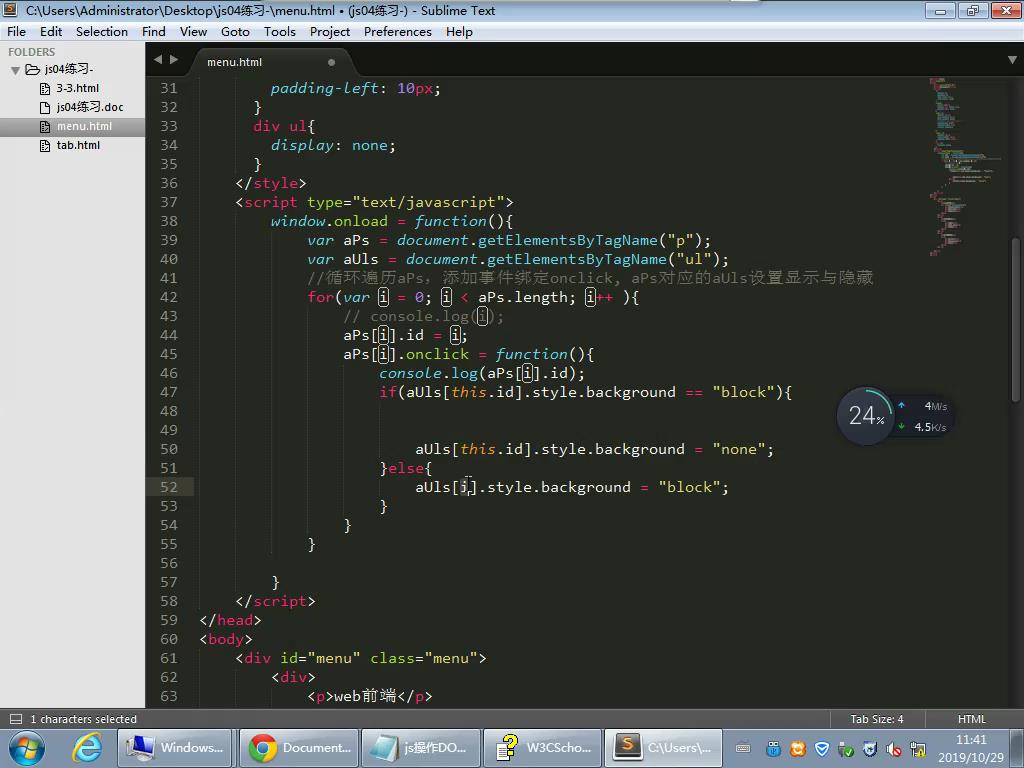 C:\Users\Administrator\Desktop\js04练习-\menu.html • (js04练习-) - Sublime Text
File Edit Selection Find View Goto Tools Project Preferences Help
FOLDERS
js04练习-
3-3.html
js04练习.doc
menu.html
tab.html
menu.html
31 padding-left: 10px;
32 }
33 div ul{
34 display: none;
35 }
36 </style>
37 <script type="text/javascript">
38 window.onload = function(){
39 var aPs = document.getElementsByTagName("p");
40 var aUls = document.getElementsByTagName("ul");
41 //循环遍历aPs，添加事件绑定onclick, aPs对应的aUls设置显示与隐藏
42 for(var i = 0; i < aPs.length; i++ ){
43 // console.log(i);
44 aPs[i].id = i;
45 aPs[i].onclick = function(){
46 console.log(aPs[i].id);
47 if(aUls[this.id].style.background == "block"){
48
49
50 aUls[this.id].style.background = "none";
51 }else{
52 aUls[i].style.background = "block";
53 }
54 }
55 }
56
57 }
58 </script>
59 </head>
60 <body>
61 <div id="menu" class="menu">
62 <div>
63 <p>web前端</p>
24%
4M/s
4.5K/s
1 characters selected
Tab Size: 4
HTML
Windows...
Document...
js操作DO...
W3CScho...
C:\Users\...
11:41
2019/10/29